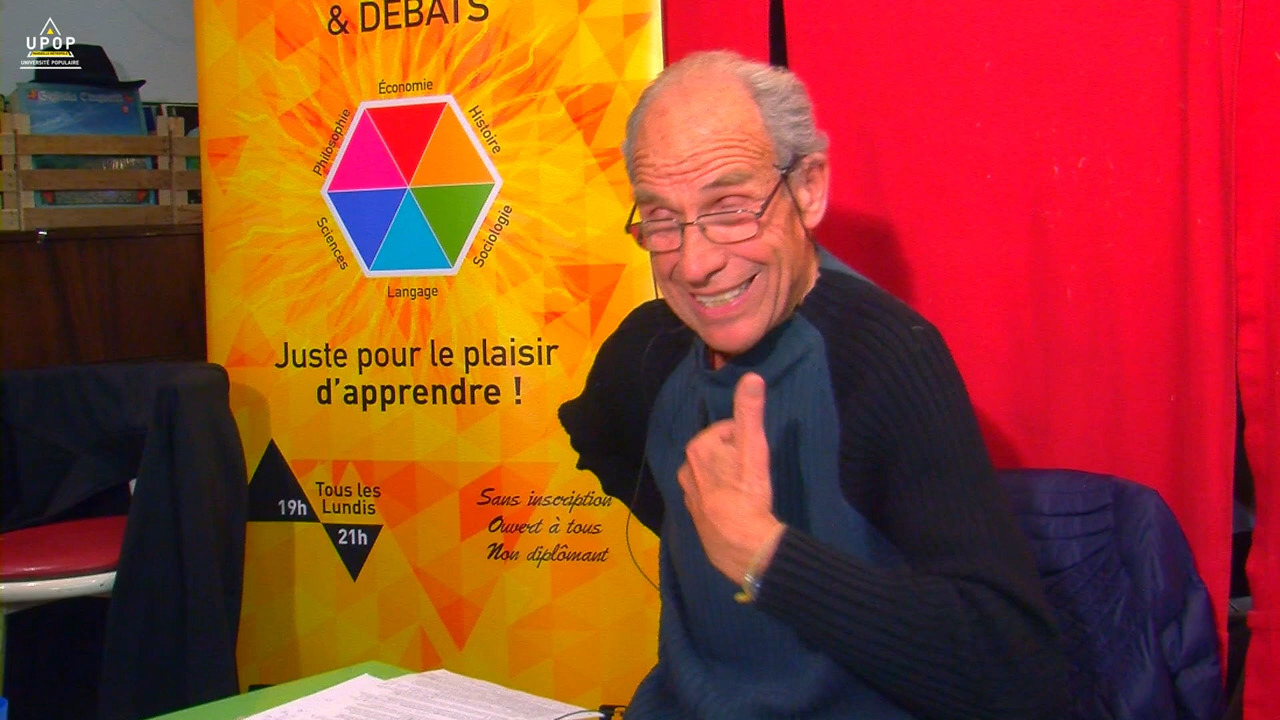 UPOP
UNIVERSITÉ POPULAIRE
& DÉBATS
Économie
Histoire
Philosophie
Sociologie
Sciences
Langage
Juste pour le plaisir
d'apprendre !
19h
Tous les
Lundis
21h
Sans inscription
Ouvert à tous
Non diplômant